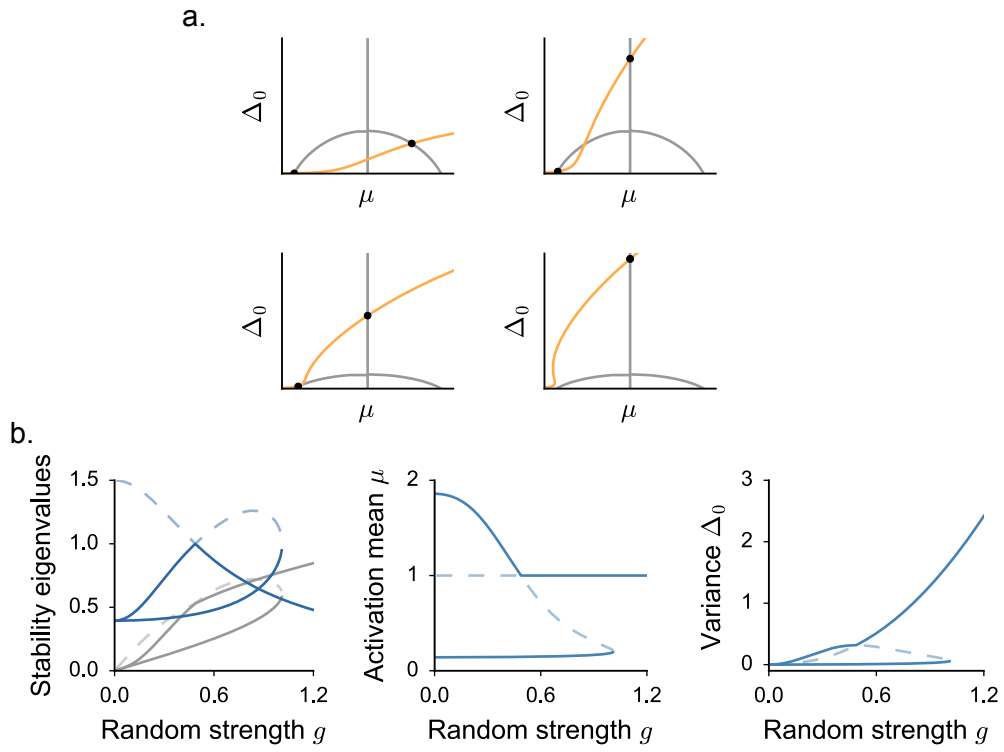 a.
Δ₀
μ
Δ₀
μ
Δ₀
μ
Δ₀
μ
b.
Stability eigenvalues
1.5
1.0
0.5
0.0
0.0 0.6 1.2
Random strength g
Activation mean μ
2
1
0
0.0 0.6 1.2
Random strength g
Variance Δ₀
3
2
1
0
0.0 0.6 1.2
Random strength g